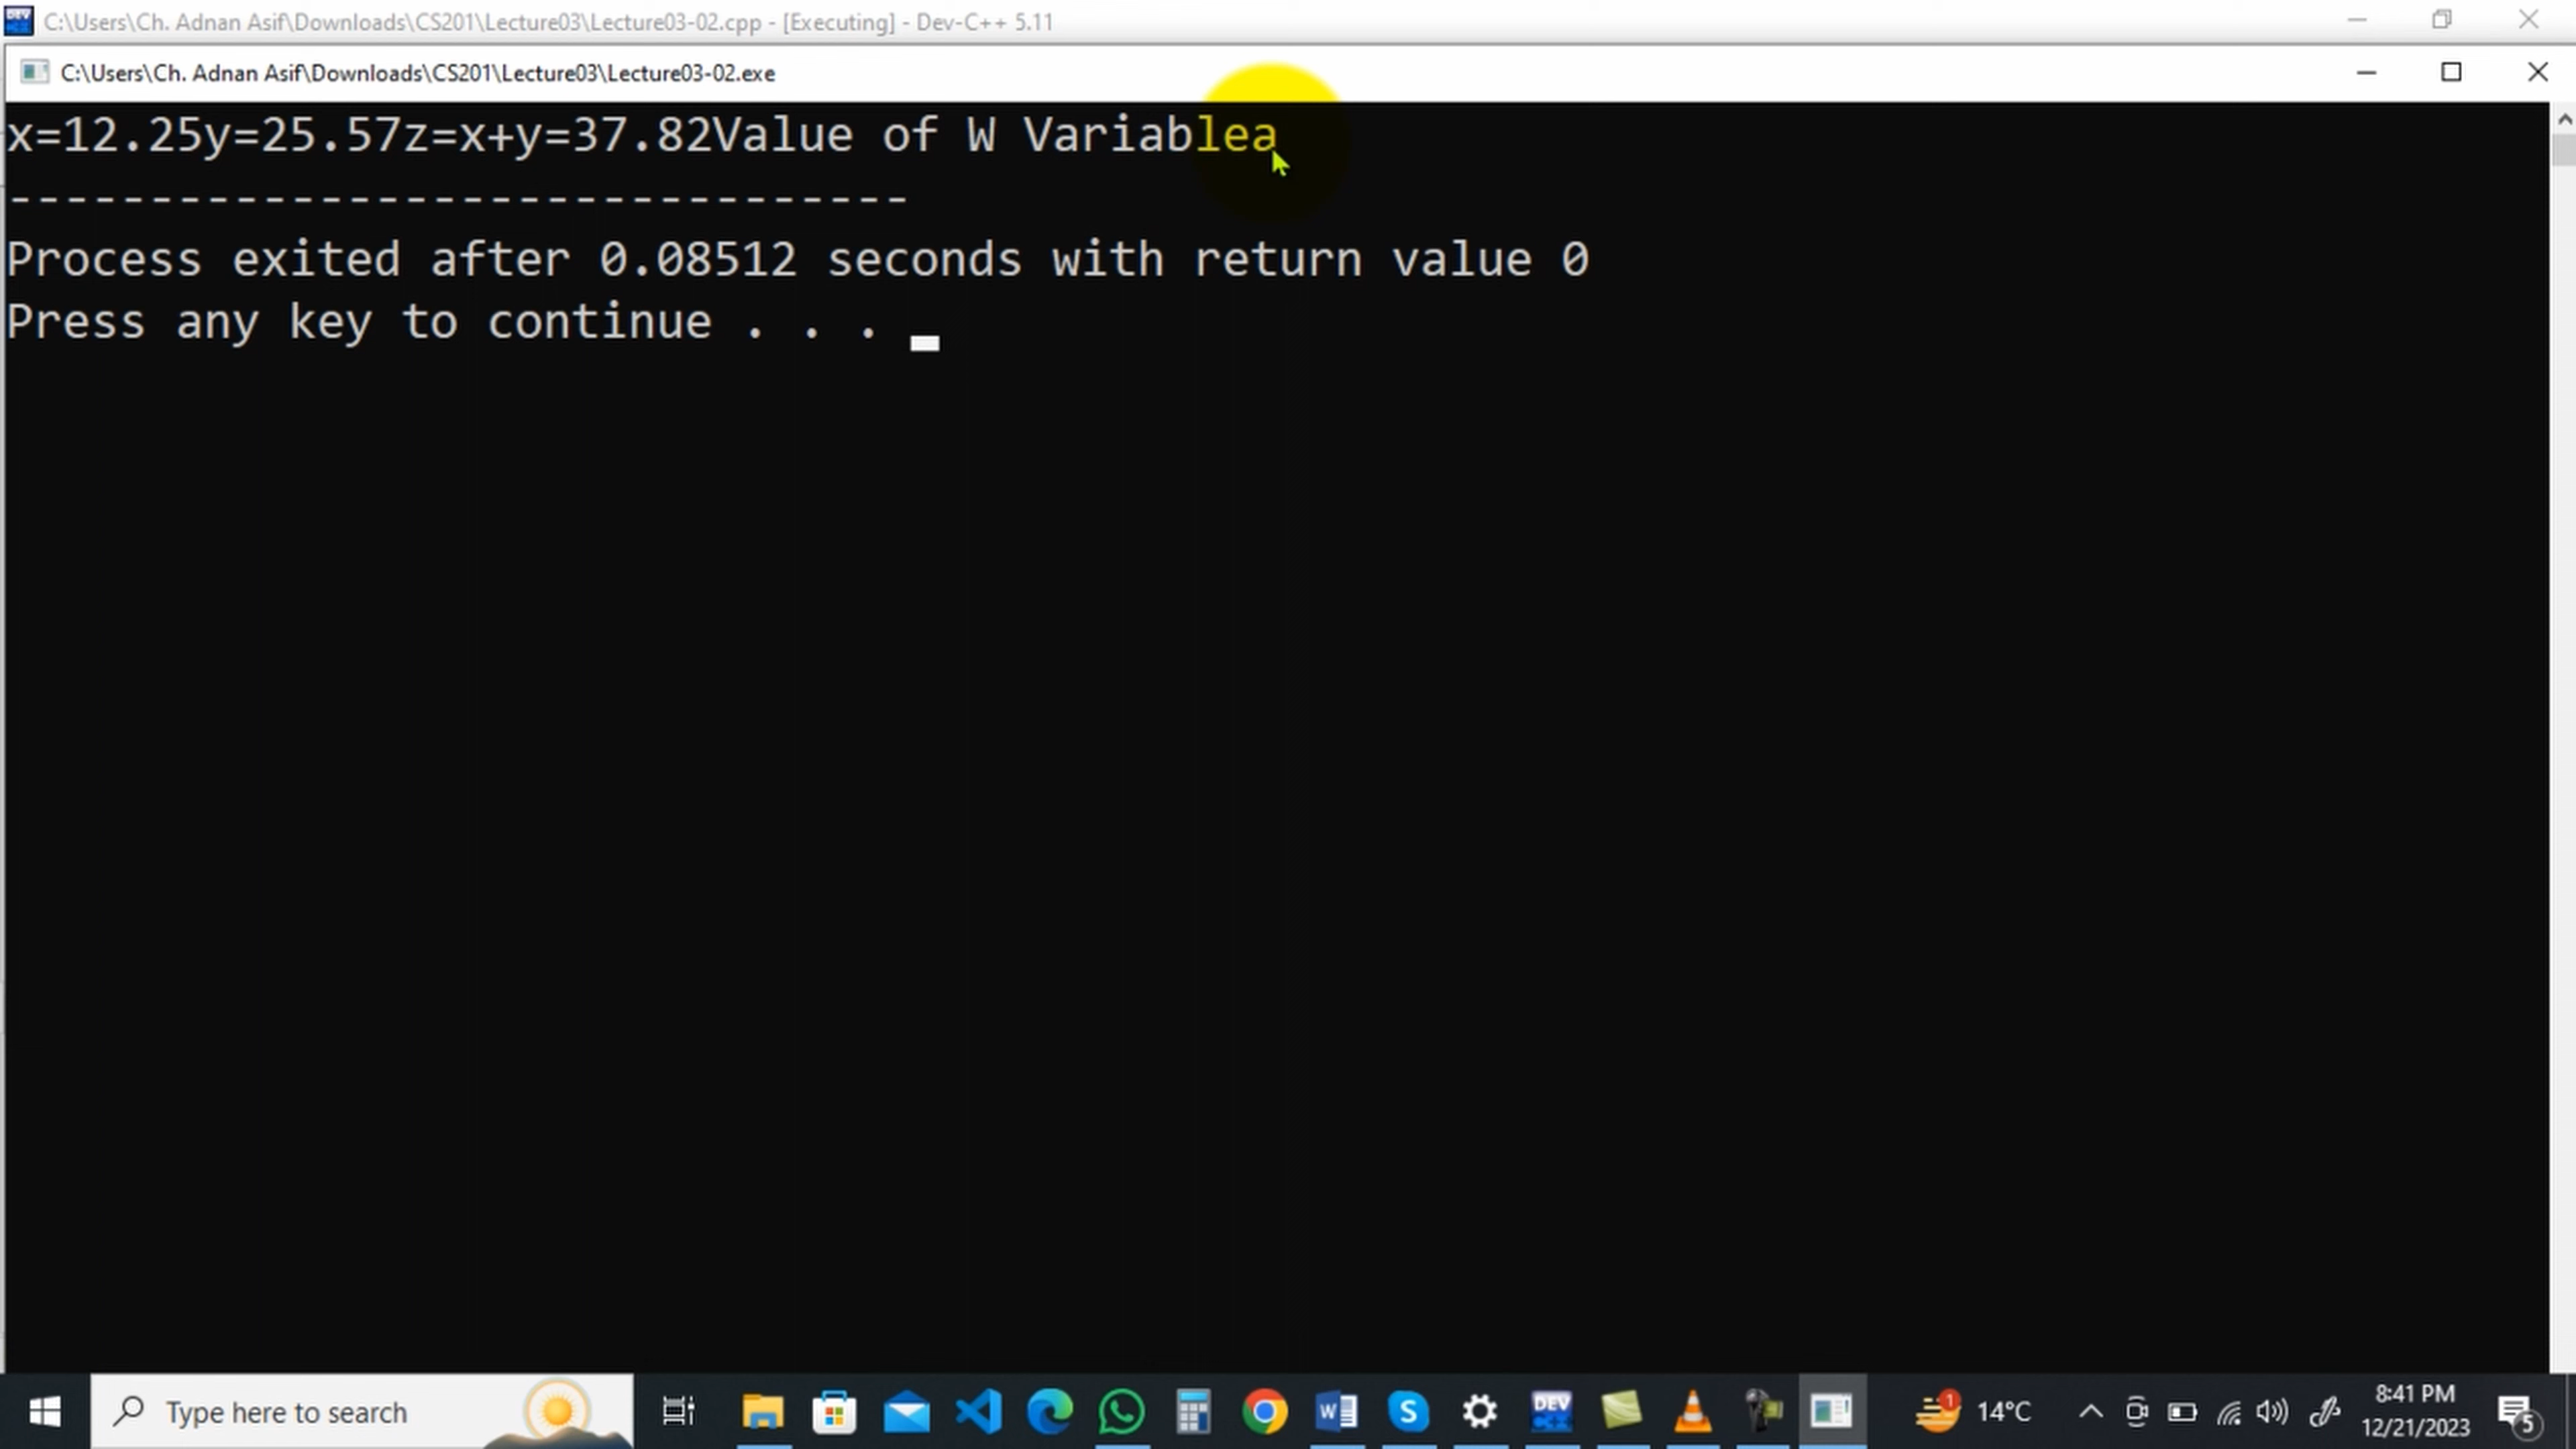 C:\Users\Ch. Adnan Asif\Downloads\CS201\Lecture03\Lecture03-02.cpp - [Executing] - Dev-C++ 5.11
C:\Users\Ch. Adnan Asif\Downloads\CS201\Lecture03\Lecture03-02.exe
x=12.25y=25.57z=x+y=37.82Value of W Variablea
--------------------------------
Process exited after 0.08512 seconds with return value 0
Press any key to continue . . .
Type here to search
DEV C++
1
14°C
8:41 PM
12/21/2023
5